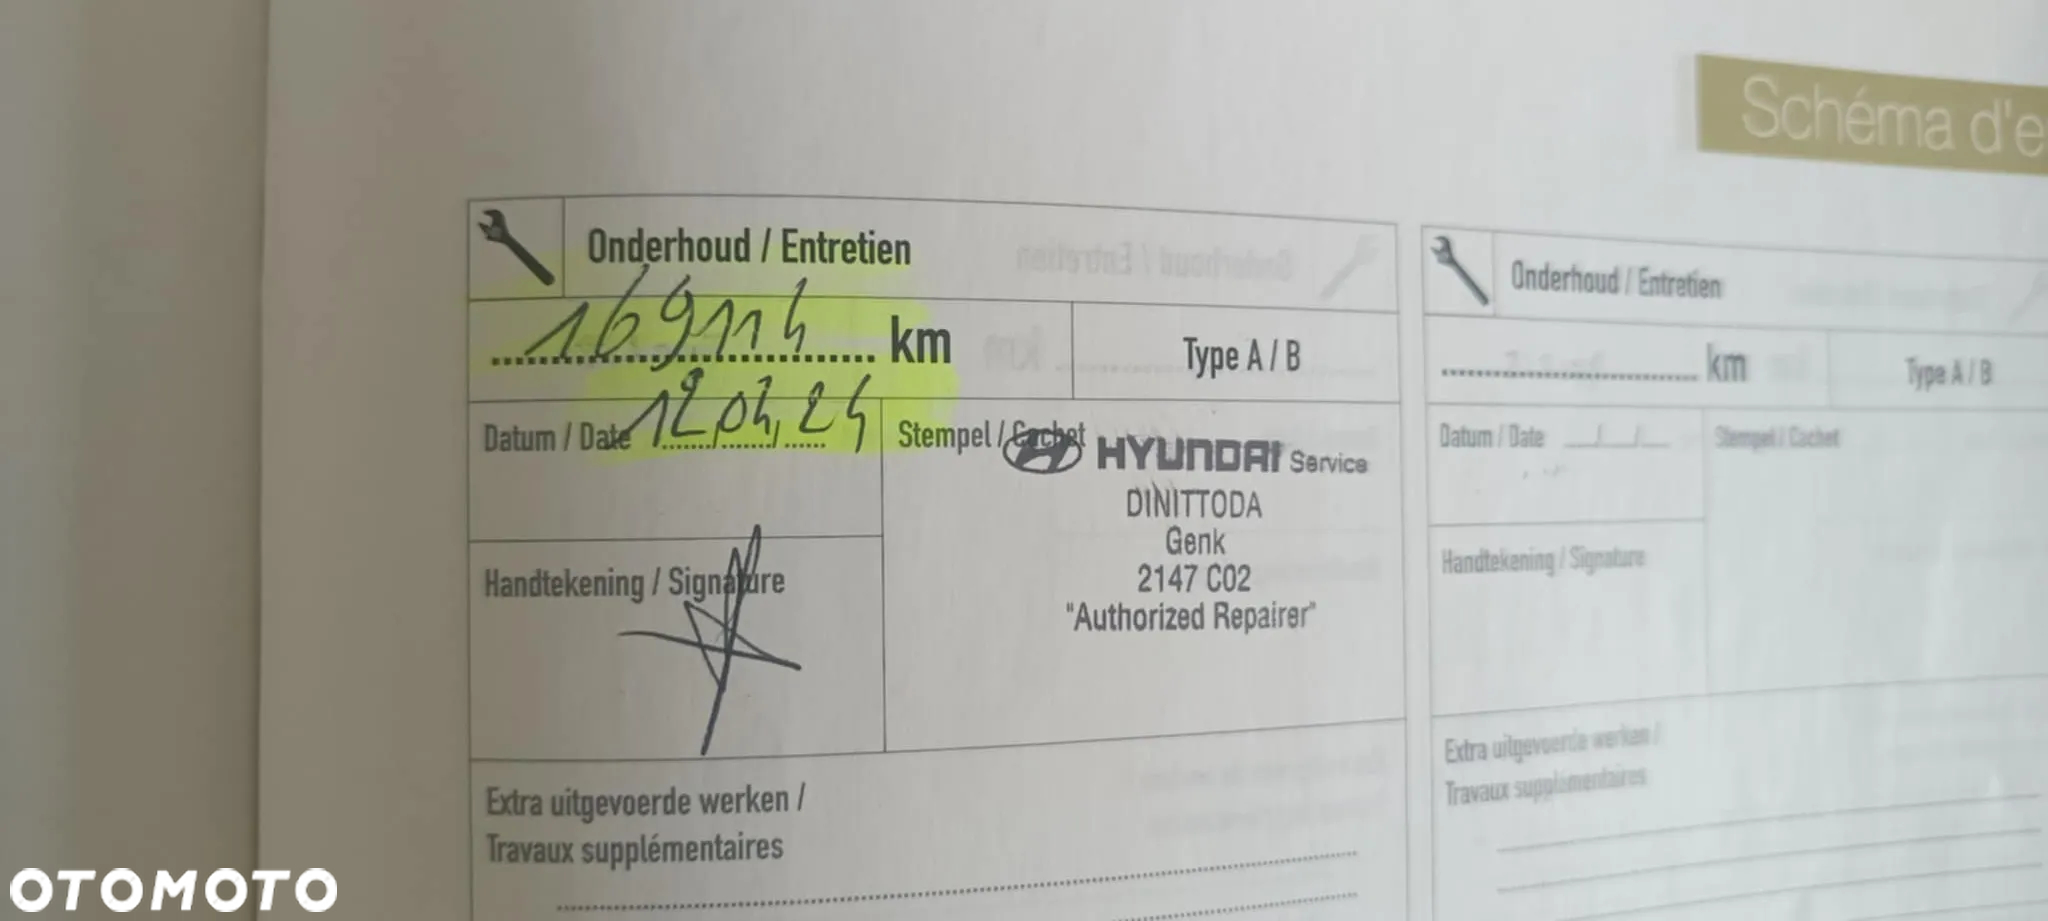 Schéma d'e
Onderhoud / Entretien
169114 km
Type A / B
Datum / Date 12,04,24
Stempel / Cachet
HYUNDAI Service
DINITTODA
Genk
2147 C02
"Authorized Repairer"
Handtekening / Signature
Extra uitgevoerde werken /
Travaux supplémentaires
Onderhoud / Entretien
km
Type A / B
Datum / Date
Stempel / Cachet
Handtekening / Signature
Extra uitgevoerde werken /
Travaux supplémentaires
OTOMOTO